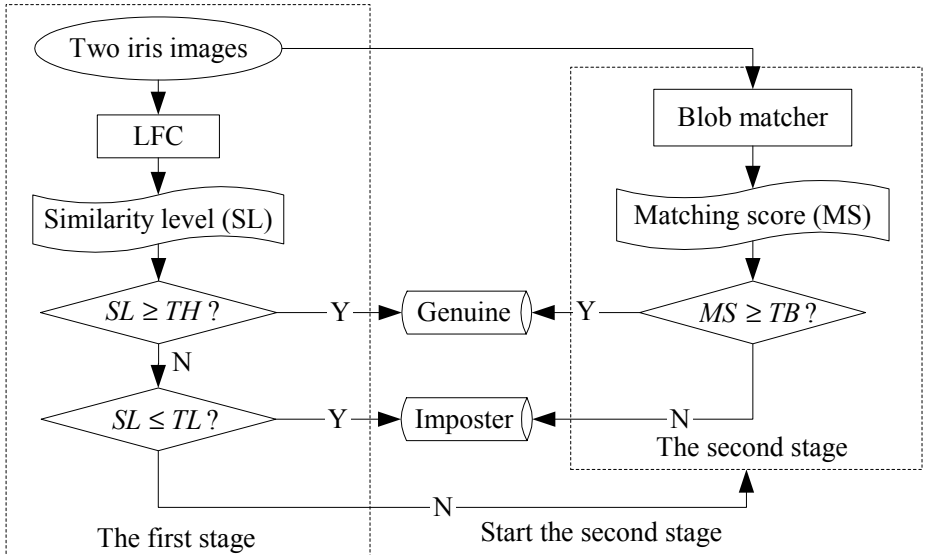 Two iris images
LFC
Similarity level (SL)
SL ≥ TH ?
Y
N
SL ≤ TL ?
Y
N
The first stage
Genuine
Imposter
Start the second stage
Blob matcher
Matching score (MS)
MS ≥ TB ?
Y
N
The second stage